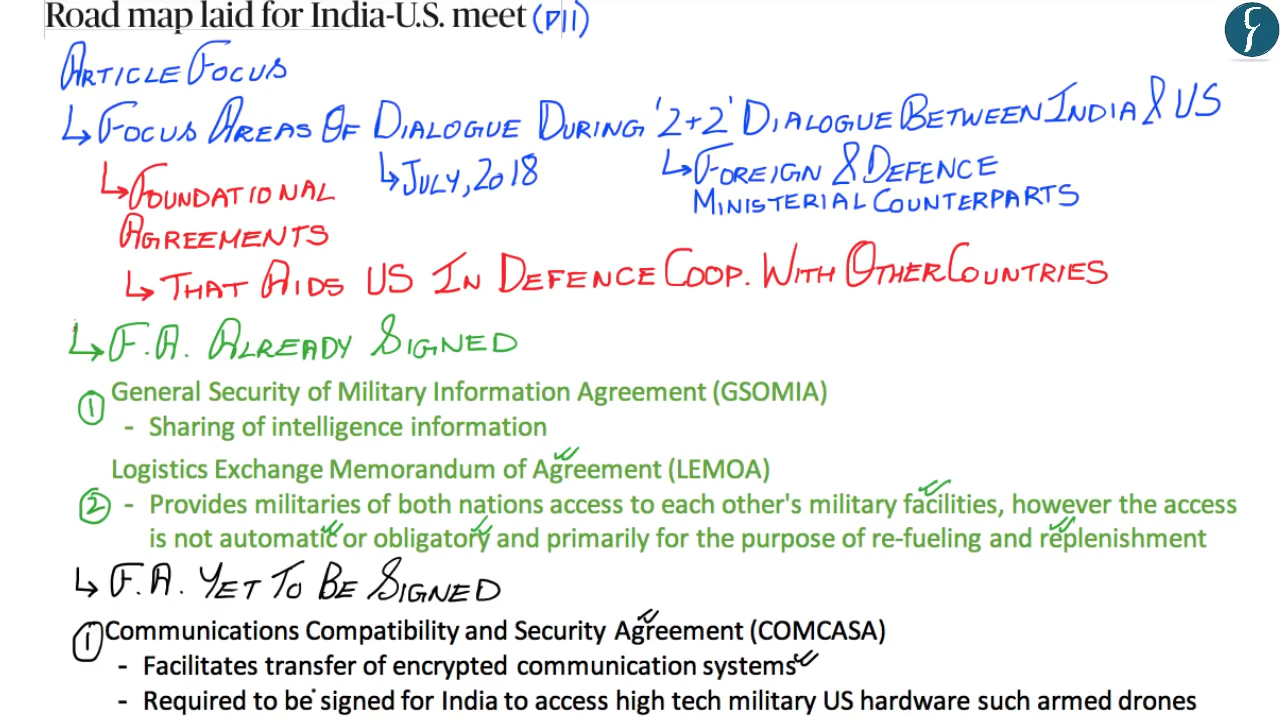 Road map laid for India-U.S. meet (P11)
ARTICLE FOCUS
↳ FOCUS AREAS OF DIALOGUE DURING '2+2' DIALOGUE BETWEEN INDIA & US
↳ JULY, 2018
↳ FOREIGN & DEFENCE
MINISTERIAL COUNTERPARTS
↳ FOUNDATIONAL
AGREEMENTS
↳ THAT AIDS US IN DEFENCE COOP. WITH OTHER COUNTRIES
↳ F.A. ALREADY SIGNED
① General Security of Military Information Agreement (GSOMIA)
- Sharing of intelligence information
Logistics Exchange Memorandum of Agreement (LEMOA)
② - Provides militaries of both nations access to each other's military facilities, however the access
is not automatic or obligatory and primarily for the purpose of re-fueling and replenishment
↳ F.A. YET TO BE SIGNED
① Communications Compatibility and Security Agreement (COMCASA)
- Facilitates transfer of encrypted communication systems
- Required to be signed for India to access high tech military US hardware such armed drones